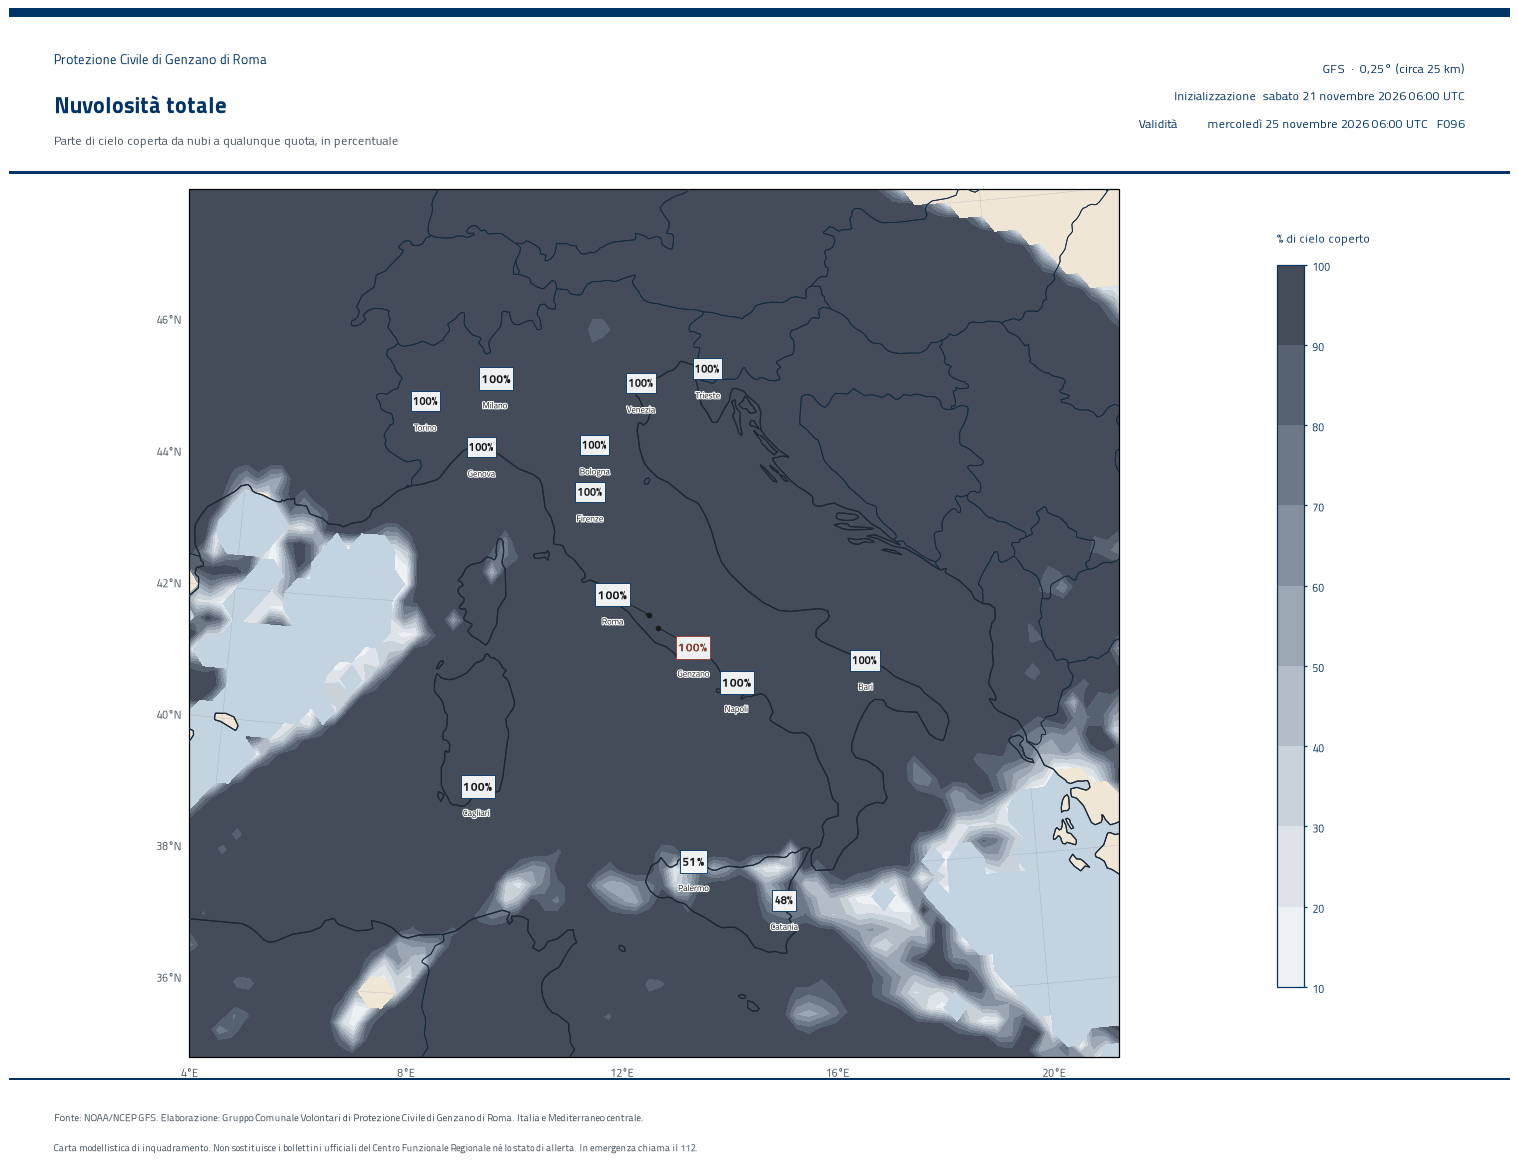 Protezione Civile di Genzano di Roma
Nuvolosità totale
Parte di cielo coperta da nubi a qualunque quota, in percentuale
GFS · 0,25° (circa 25 km)
Inizializzazione sabato 21 novembre 2026 06:00 UTC
Validità mercoledì 25 novembre 2026 06:00 UTC F096
% di cielo coperto
100
90
80
70
60
50
40
30
20
10
46°N
44°N
42°N
40°N
38°N
36°N
4°E
8°E
12°E
16°E
20°E
100%
Trieste
100%
Milano
100%
Venezia
100%
Torino
100%
Genova
100%
Bologna
100%
Firenze
100%
Roma
100%
Genzano
100%
Bari
100%
Napoli
100%
Cagliari
51%
Palermo
48%
Catania
Fonte: NOAA/NCEP GFS. Elaborazione: Gruppo Comunale Volontari di Protezione Civile di Genzano di Roma. Italia e Mediterraneo centrale.
Carta modellistica di inquadramento. Non sostituisce i bollettini ufficiali del Centro Funzionale Regionale né lo stato di allerta. In emergenza chiama il 112.